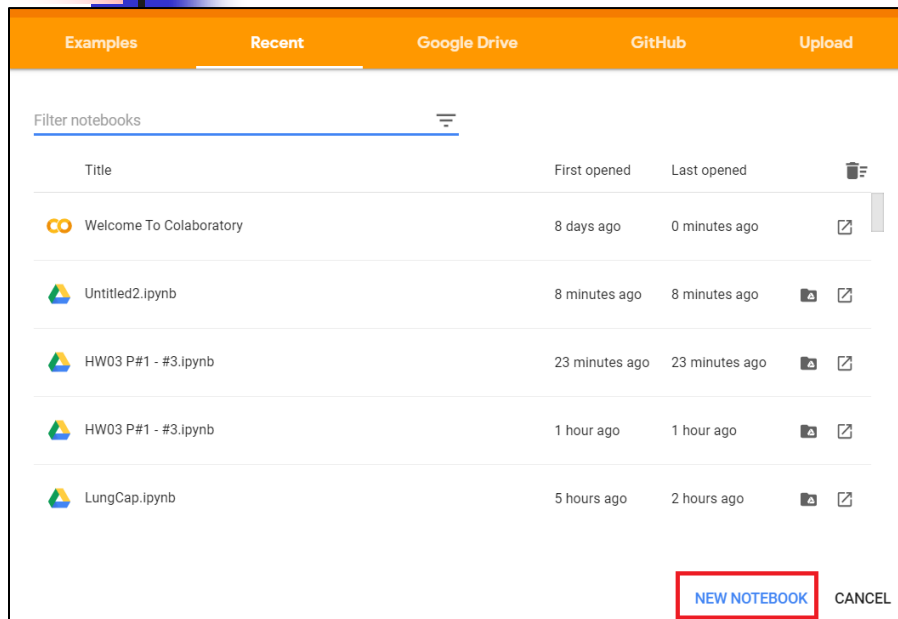 Examples Recent Google Drive GitHub Upload
Filter notebooks
Title First opened Last opened
CO Welcome To Colaboratory 8 days ago 0 minutes ago
Untitled2.ipynb 8 minutes ago 8 minutes ago
HW03 P#1 - #3.ipynb 23 minutes ago 23 minutes ago
HW03 P#1 - #3.ipynb 1 hour ago 1 hour ago
LungCap.ipynb 5 hours ago 2 hours ago
NEW NOTEBOOK CANCEL